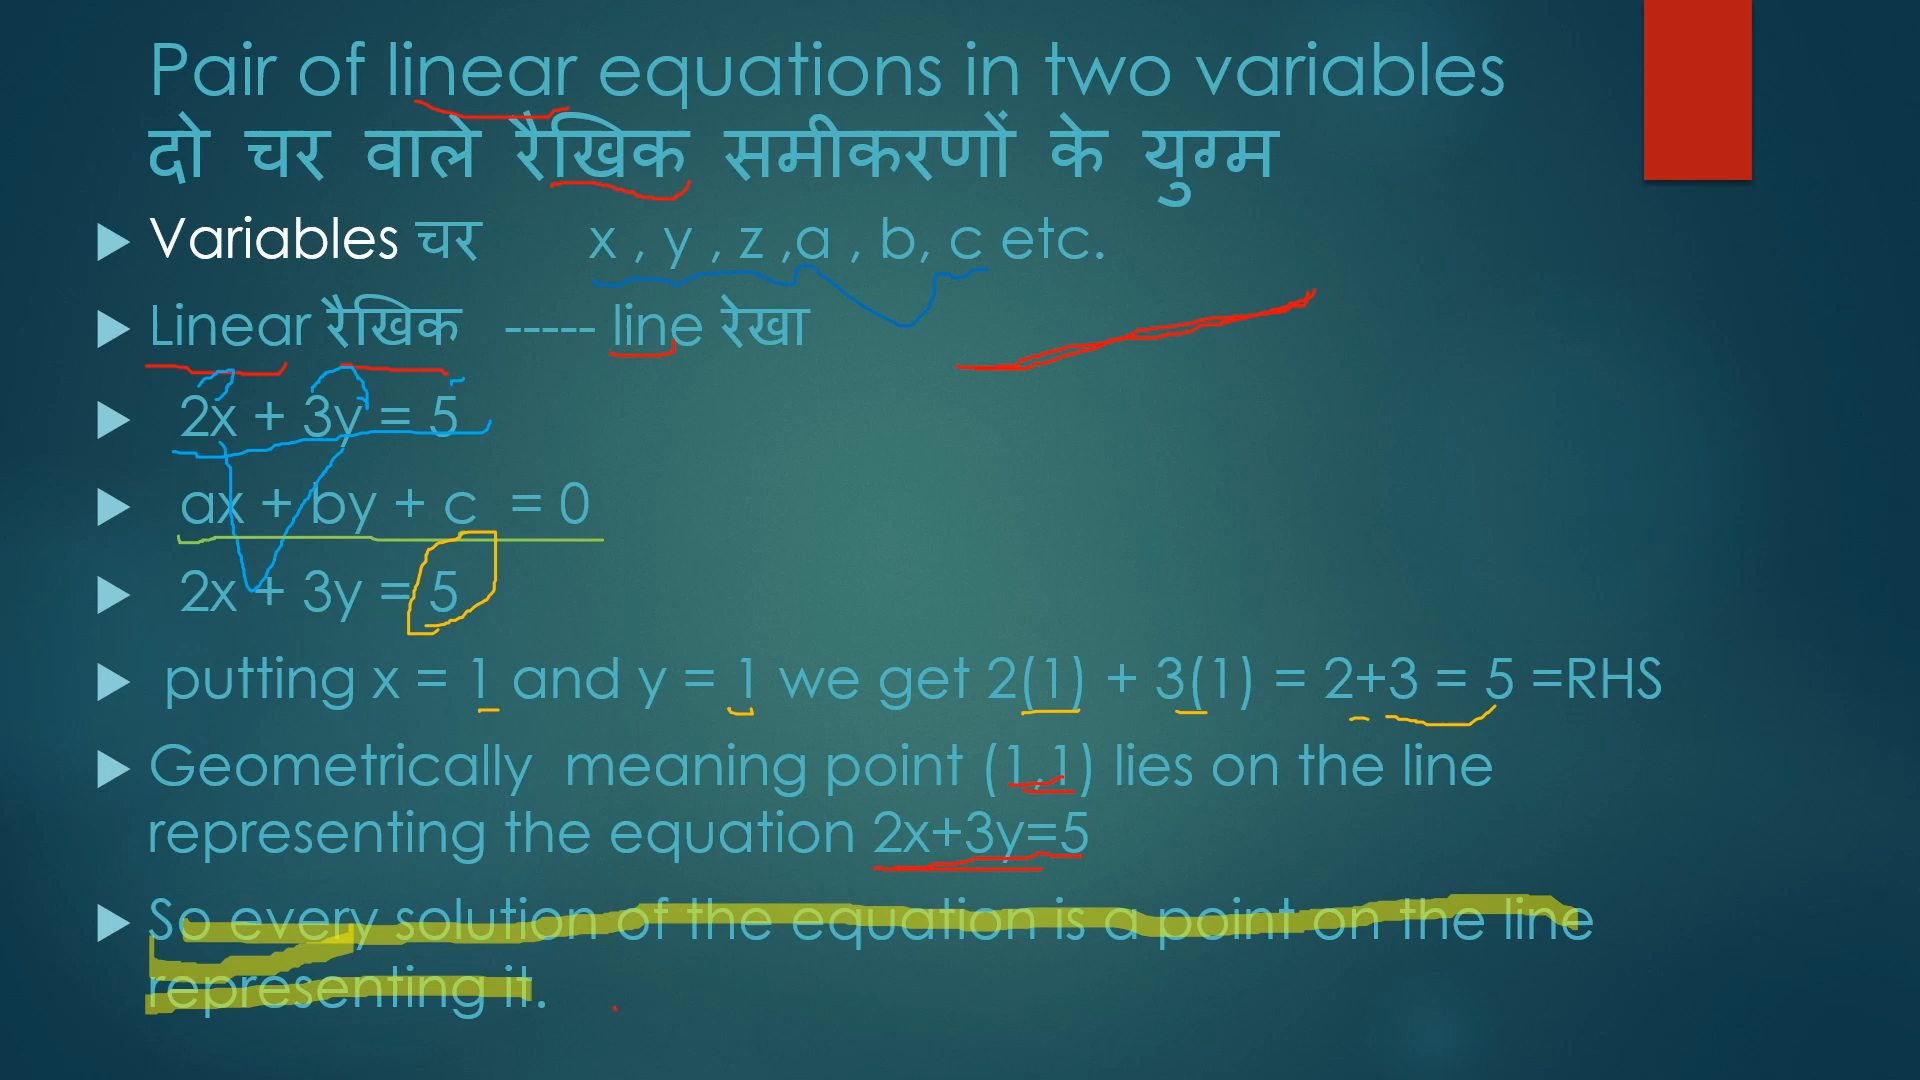 Pair of linear equations in two variables
दो चर वाले रैखिक समीकरणों के युग्म
Variables चर x , y , z ,a , b, c etc.
Linear रैखिक ----- line रेखा
2x + 3y = 5
ax + by + c = 0
2x + 3y = 5
putting x = 1 and y = 1 we get 2(1) + 3(1) = 2+3 = 5 =RHS
Geometrically meaning point (1,1) lies on the line
representing the equation 2x+3y=5
So every solution of the equation is a point on the line
representing it.